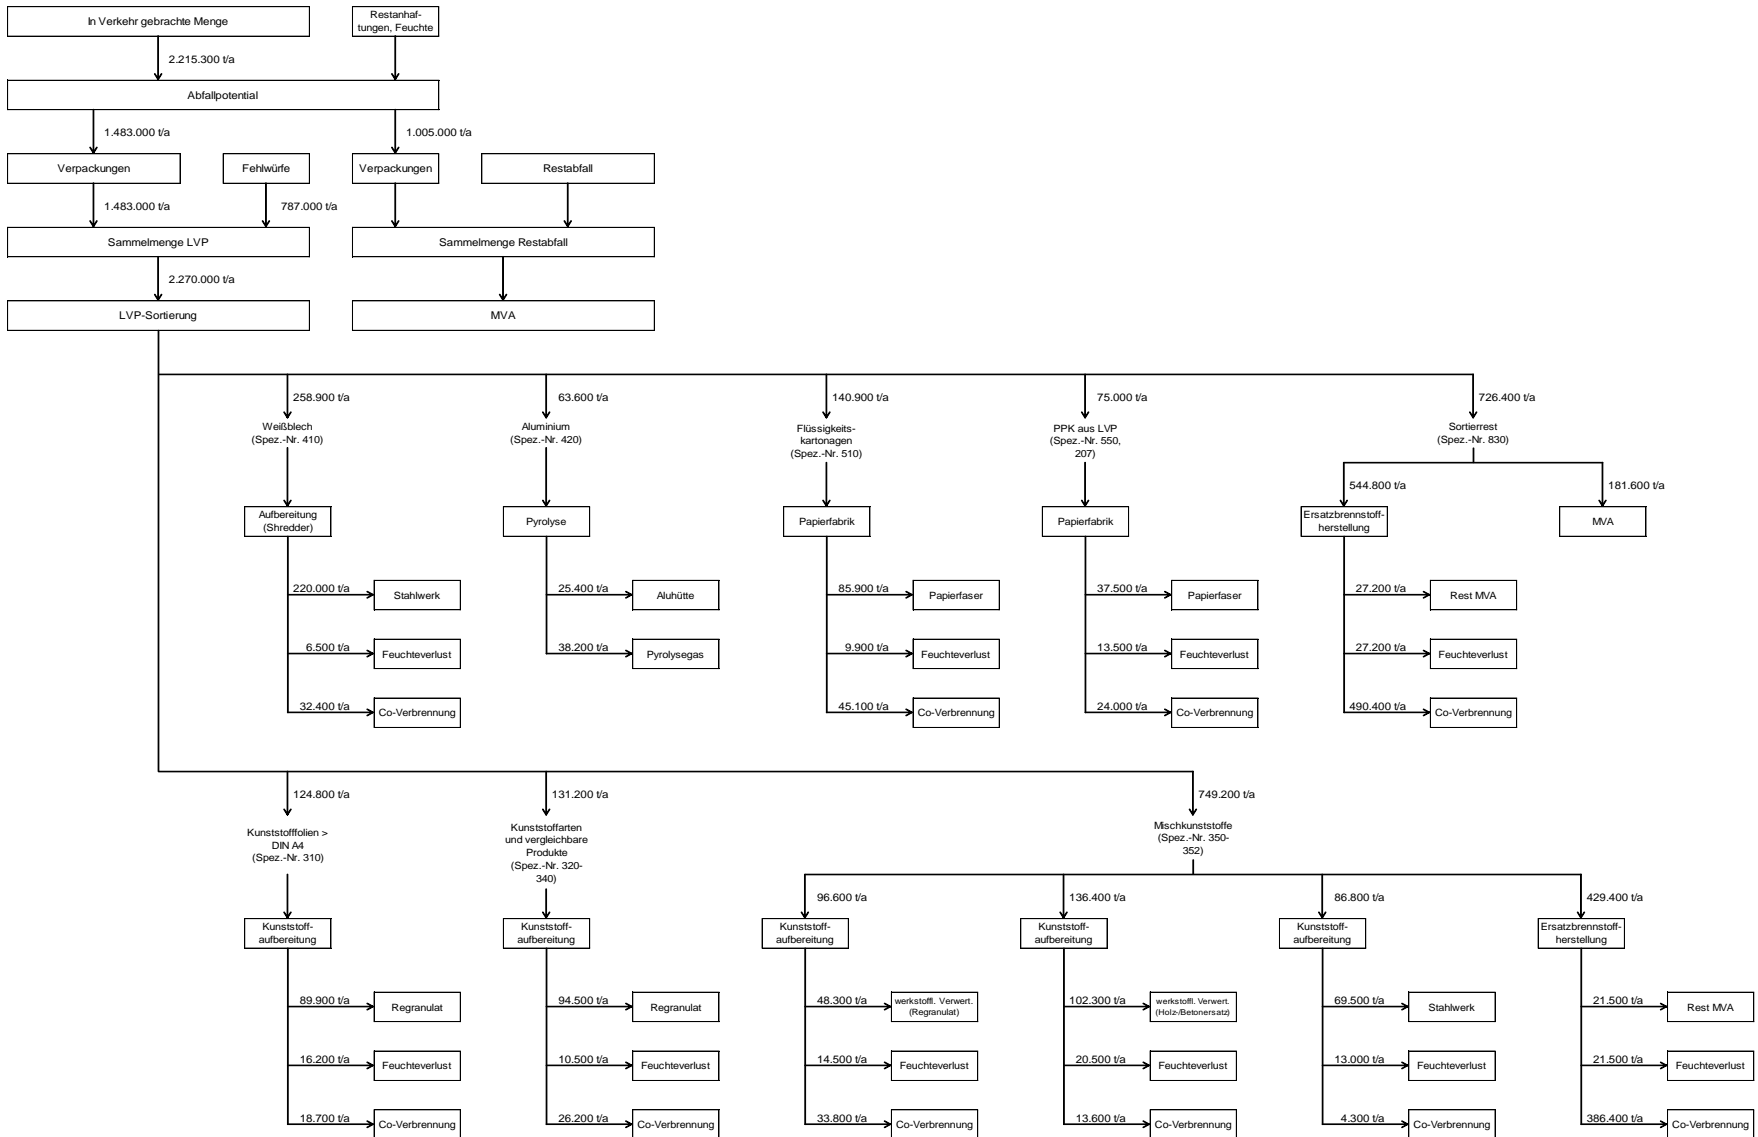 In Verkehr gebrachte Menge
Restanhaf-
tungen, Feuchte
2.215.300 t/a
Abfallpotential
1.483.000 t/a
1.005.000 t/a
Verpackungen
Fehlwürfe
Verpackungen
Restabfall
1.483.000 t/a
787.000 t/a
Sammelmenge LVP
Sammelmenge Restabfall
2.270.000 t/a
LVP-Sortierung
MVA
258.900 t/a
63.600 t/a
140.900 t/a
75.000 t/a
726.400 t/a
Weißblech
(Spez.-Nr. 410)
Aluminium
(Spez.-Nr. 420)
Flüssigkeits-
kartonagen
(Spez.-Nr. 510)
PPK aus LVP
(Spez.-Nr. 550,
207)
Sortierrest
(Spez.-Nr. 830)
544.800 t/a
181.600 t/a
Aufbereitung
(Shredder)
Pyrolyse
Papierfabrik
Papierfabrik
Ersatzbrennstoff-
herstellung
MVA
220.000 t/a
Stahlwerk
25.400 t/a
Aluhütte
85.900 t/a
Papierfaser
37.500 t/a
Papierfaser
27.200 t/a
Rest MVA
6.500 t/a
Feuchteverlust
38.200 t/a
Pyrolysegas
9.900 t/a
Feuchteverlust
13.500 t/a
Feuchteverlust
27.200 t/a
Feuchteverlust
32.400 t/a
Co-Verbrennung
45.100 t/a
Co-Verbrennung
24.000 t/a
Co-Verbrennung
490.400 t/a
Co-Verbrennung
124.800 t/a
131.200 t/a
749.200 t/a
Kunstofffolien >
DIN A4
(Spez.-Nr. 310)
Kunstoffarten
und vergleichbare
Produkte
(Spez.-Nr. 320-
340)
Mischkunststoffe
(Spez.-Nr. 350-
352)
96.600 t/a
136.400 t/a
86.800 t/a
429.400 t/a
Kunststoff-
aufbereitung
Kunststoff-
aufbereitung
Kunststoff-
aufbereitung
Kunststoff-
aufbereitung
Kunststoff-
aufbereitung
Ersatzbrennstoff-
herstellung
89.900 t/a
Regranulat
94.500 t/a
Regranulat
48.300 t/a
werkstoffl. Verwert.
(Regranulat)
102.300 t/a
werkstoffl. Verwert.
(Holz-/Betonersatz)
69.500 t/a
Stahlwerk
21.500 t/a
Rest MVA
16.200 t/a
Feuchteverlust
10.500 t/a
Feuchteverlust
14.500 t/a
Feuchteverlust
20.500 t/a
Feuchteverlust
13.000 t/a
Feuchteverlust
21.500 t/a
Feuchteverlust
18.700 t/a
Co-Verbrennung
26.200 t/a
Co-Verbrennung
33.800 t/a
Co-Verbrennung
13.600 t/a
Co-Verbrennung
4.300 t/a
Co-Verbrennung
386.400 t/a
Co-Verbrennung